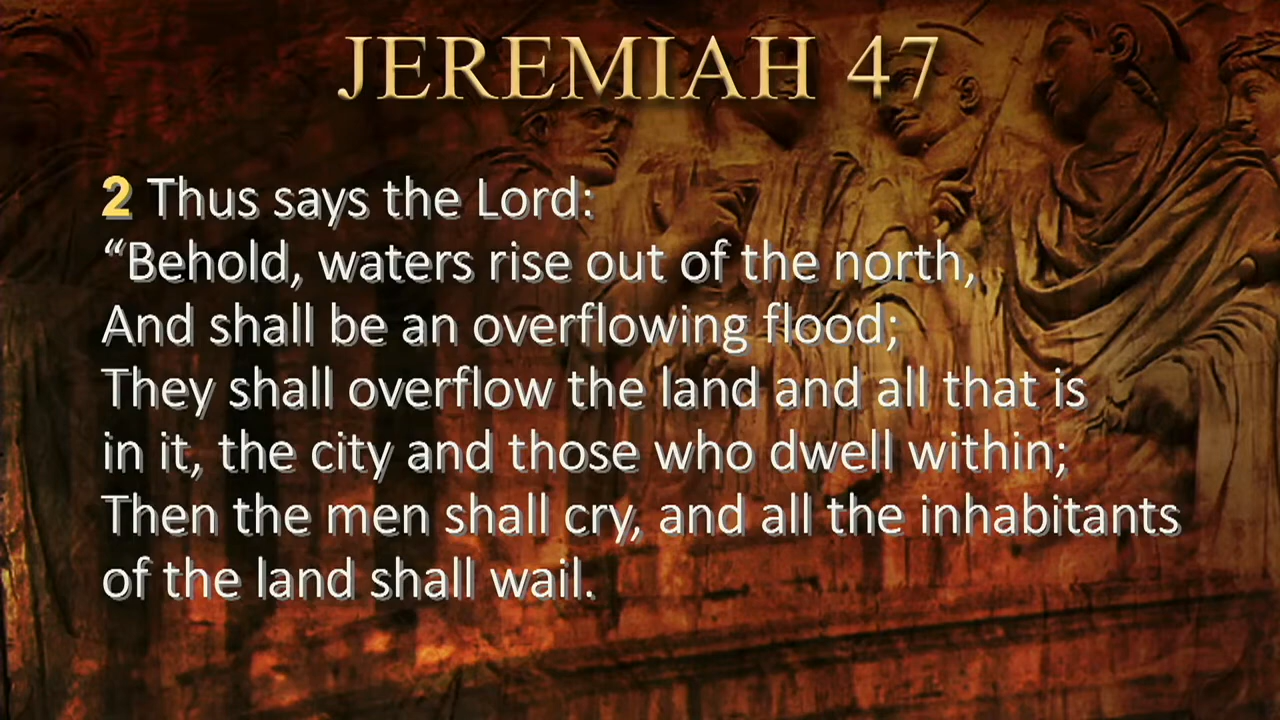 JEREMIAH 47
2 Thus says the Lord:
“Behold, waters rise out of the north,
And shall be an overflowing flood;
They shall overflow the land and all that is
in it, the city and those who dwell within;
Then the men shall cry, and all the inhabitants
of the land shall wail.